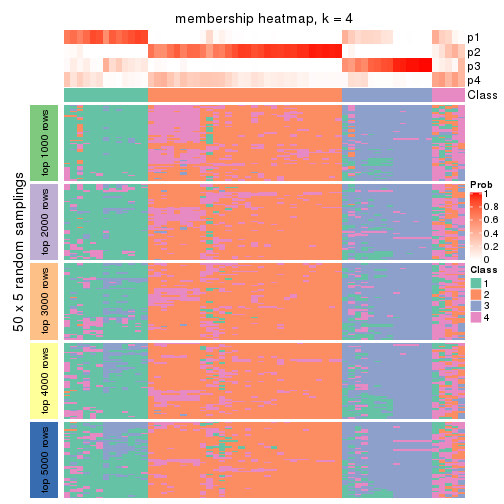 membership heatmap, k = 4
p1
p2
p3
p4
Class
50 x 5 random samplings
top 1000 rows
top 2000 rows
top 3000 rows
top 4000 rows
top 5000 rows
Prob
1
0.8
0.6
0.4
0.2
0
Class
1
2
3
4